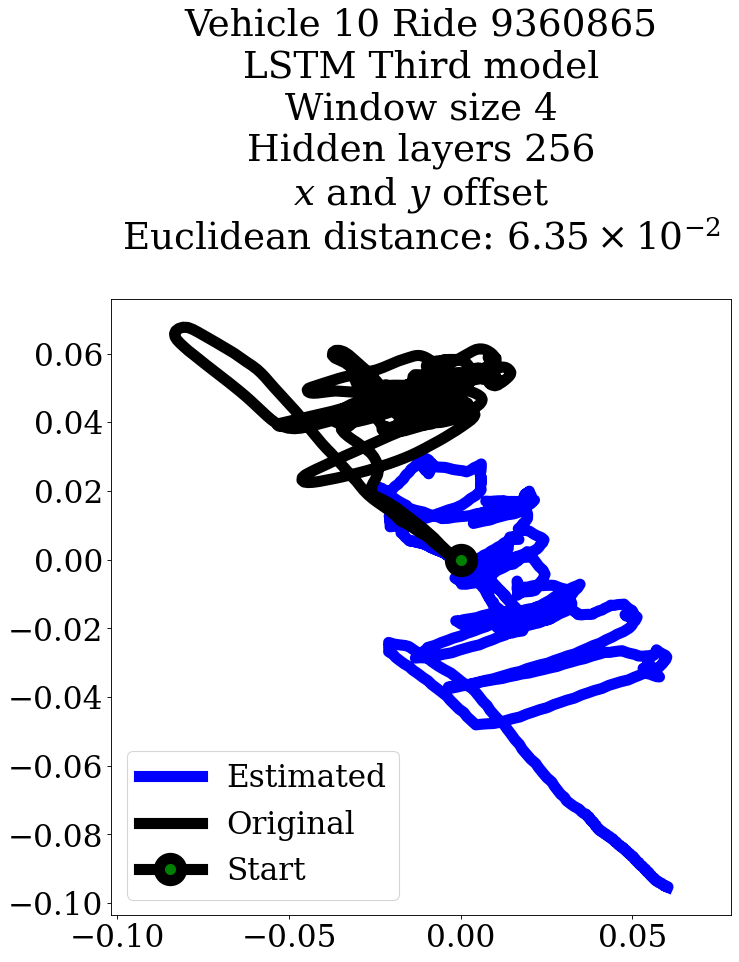 Vehicle 10 Ride 9360865
LSTM Third model
Window size 4
Hidden layers 256
x and y offset
Euclidean distance: 6.35 × 10⁻²
0.06
0.04
0.02
0.00
−0.02
−0.04
−0.06
−0.08
−0.10
Estimated
Original
Start
−0.10 −0.05 0.00 0.05